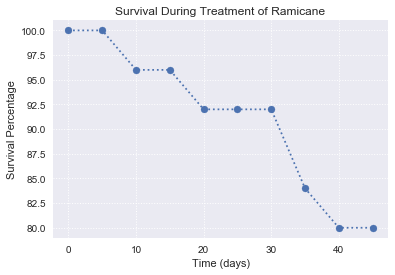 Survival During Treatment of Ramicane
100.0
97.5
95.0
92.5
90.0
87.5
85.0
82.5
80.0
Survival Percentage
0 10 20 30 40
Time (days)